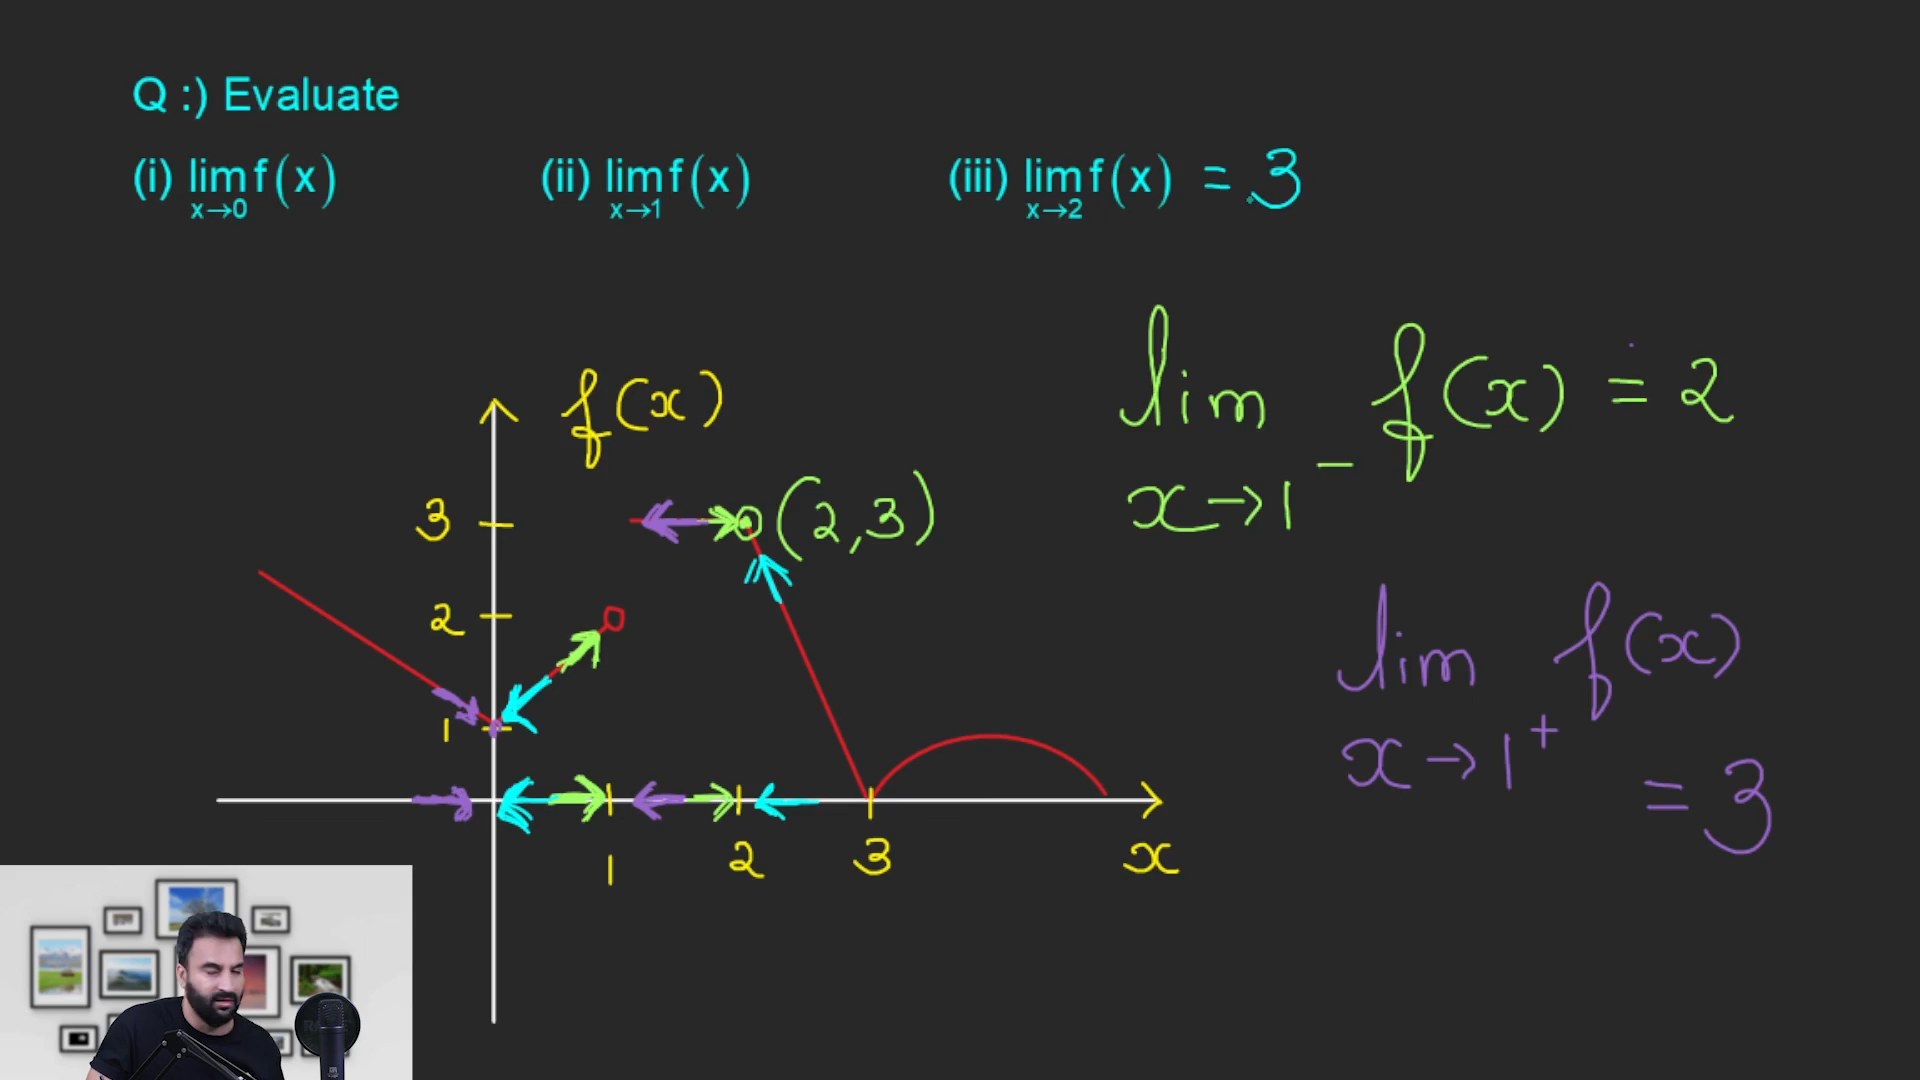 Q :) Evaluate
(i) lim f(x) (ii) lim f(x) (iii) lim f(x) = 3
x→0 x→1 x→2
lim f(x) = 2
x→1⁻
f(x)
3
(2,3)
2
lim f(x)
x→1⁺
= 3
1
1 2 3 x